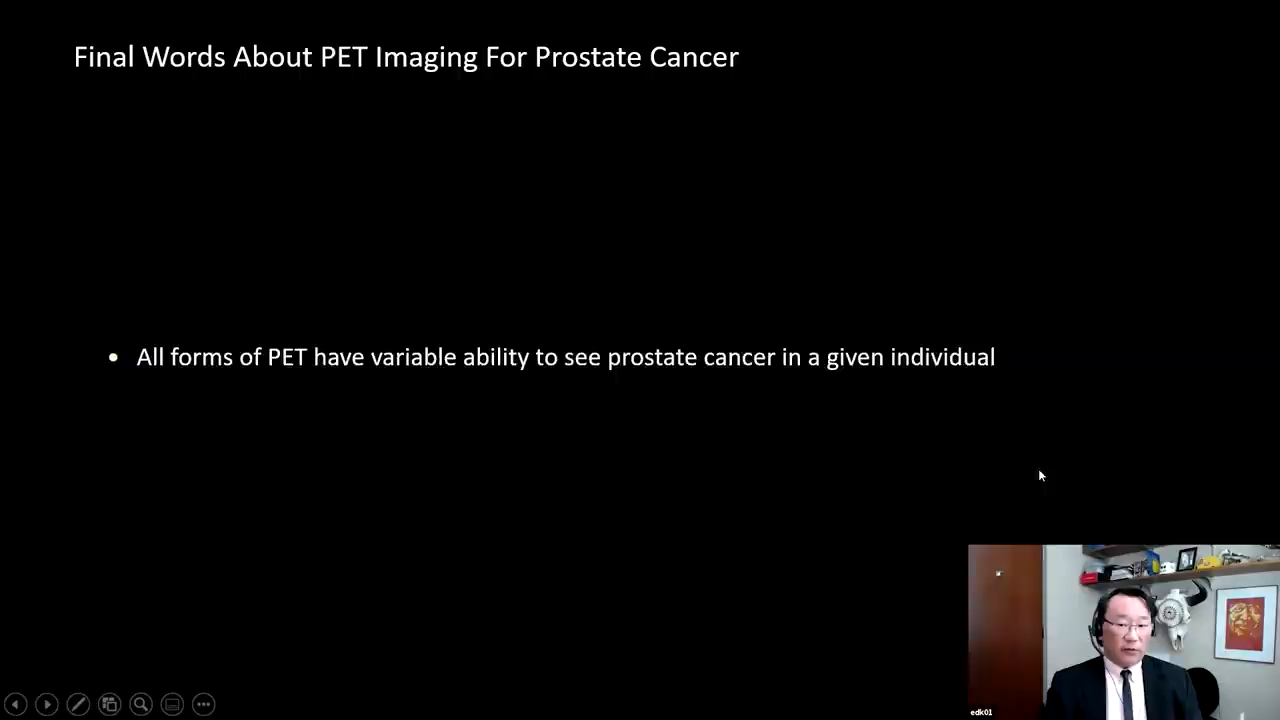 Final Words About PET Imaging For Prostate Cancer
• All forms of PET have variable ability to see prostate cancer in a given individual
edk01